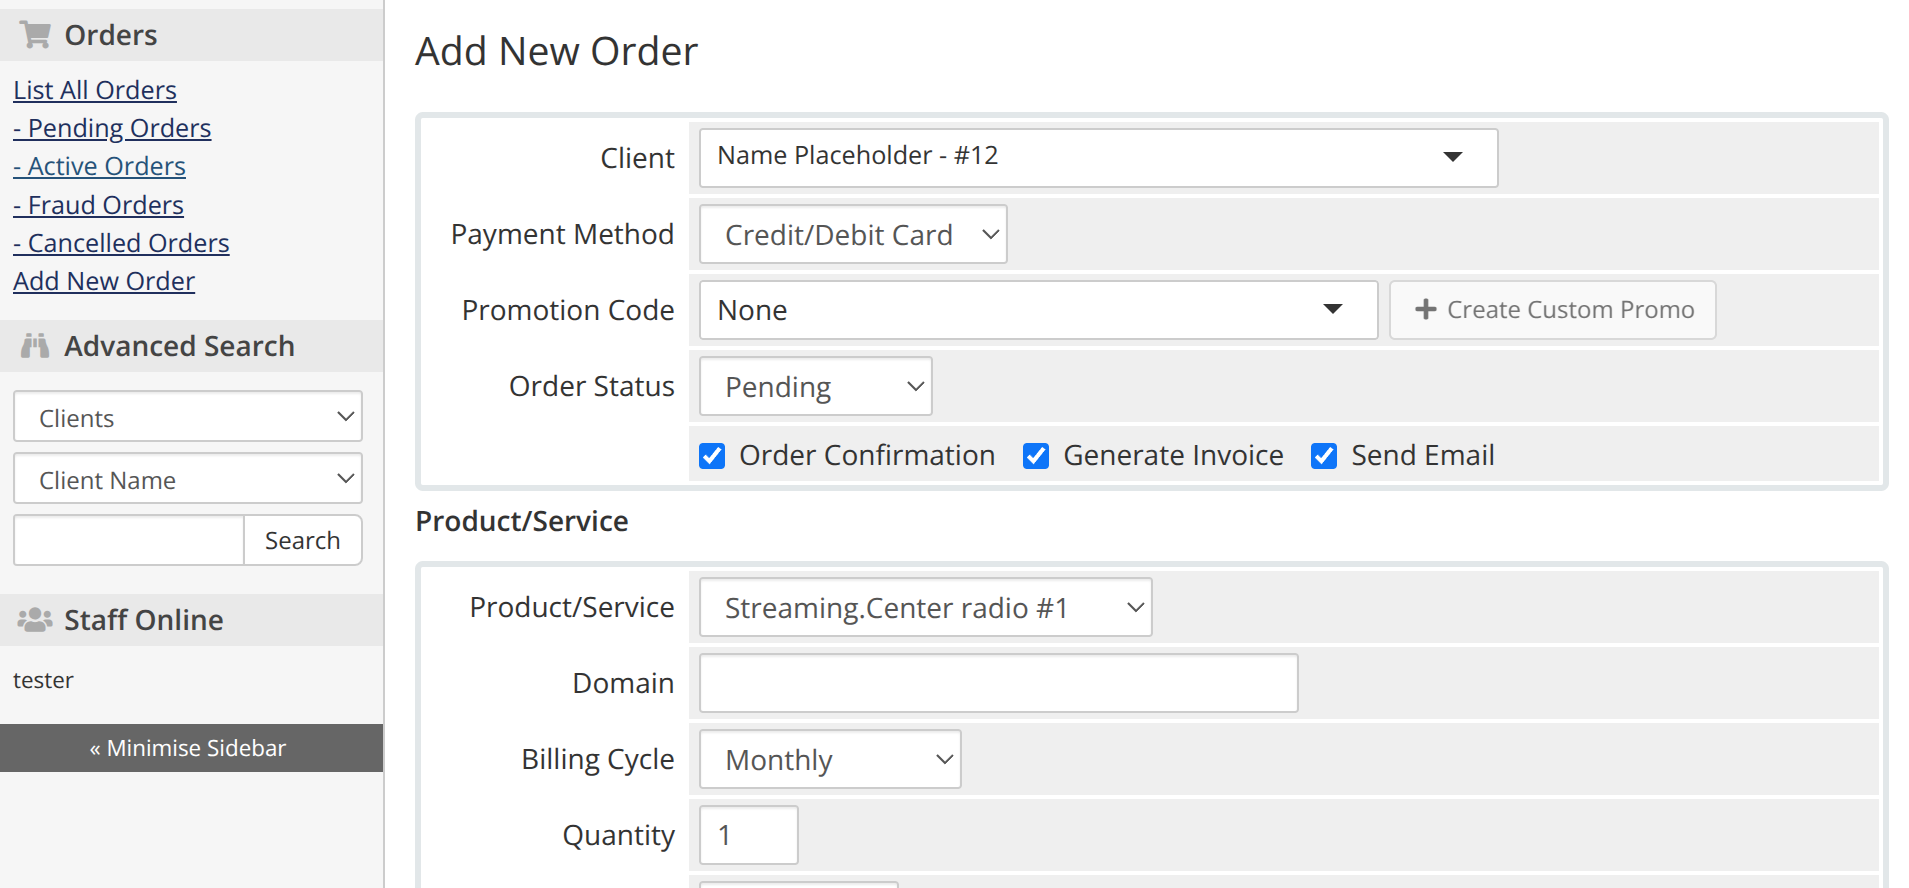 Orders
List All Orders
- Pending Orders
- Active Orders
- Fraud Orders
- Cancelled Orders
Add New Order
Advanced Search
Clients
Client Name
Search
Staff Online
tester
« Minimise Sidebar
Add New Order
Client Name Placeholder - #12
Payment Method Credit/Debit Card
Promotion Code None Create Custom Promo
Order Status Pending
Order Confirmation Generate Invoice Send Email
Product/Service
Product/Service Streaming.Center radio #1
Domain
Billing Cycle Monthly
Quantity 1